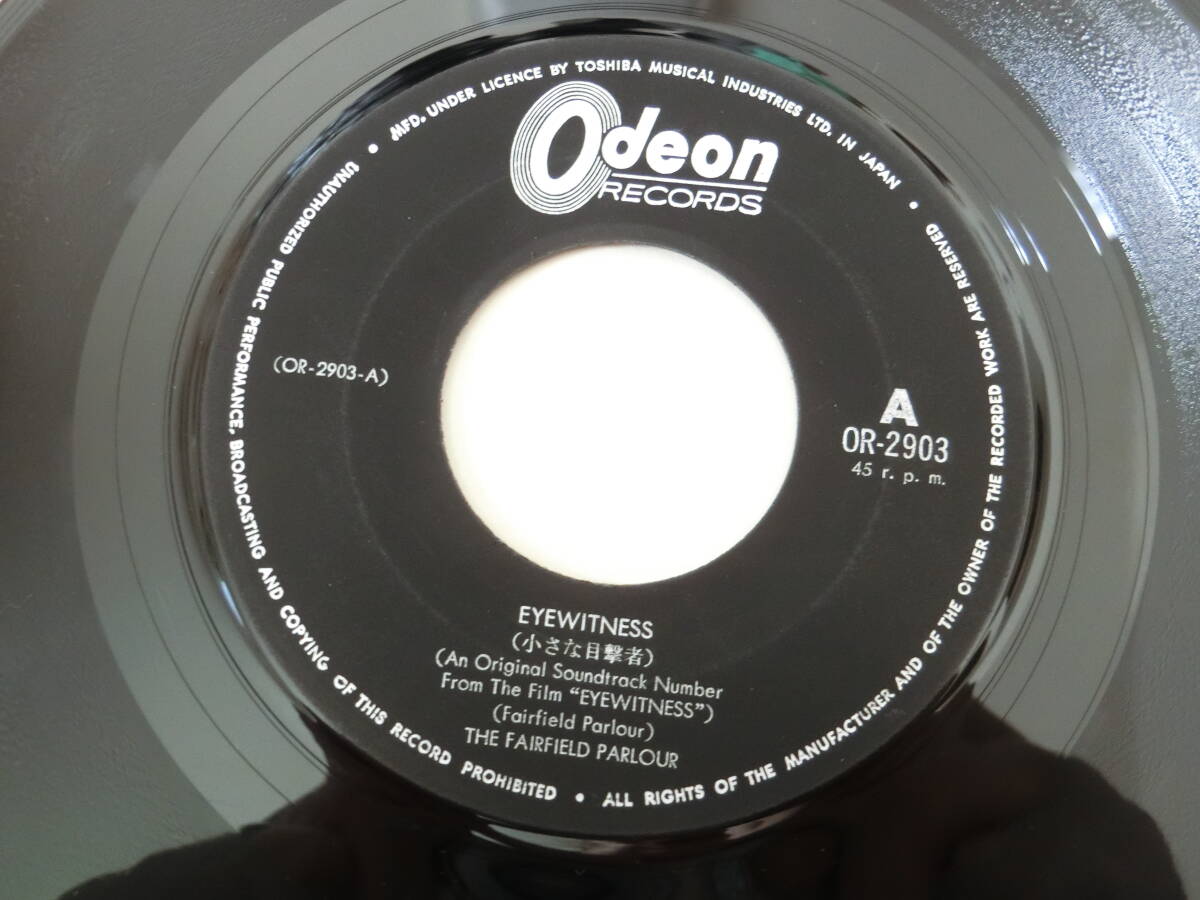 MFD. UNDER LICENCE BY TOSHIBA MUSICAL INDUSTRIES LTD. IN JAPAN •
Odeon
RECORDS
(OR-2903-A)
A
OR-2903
45 r. p. m.
EYEWITNESS
(小さな目撃者)
(An Original Soundtrack Number
From The Film “EYEWITNESS”)
(Fairfield Parlour)
THE FAIRFIELD PARLOUR
ALL RIGHTS OF THE MANUFACTURER AND OF THE OWNER OF THE RECORDED WORK ARE RESERVED •
UNAUTHORIZED PUBLIC PERFORMANCE, BROADCASTING AND COPYING OF THIS RECORD PROHIBITED •